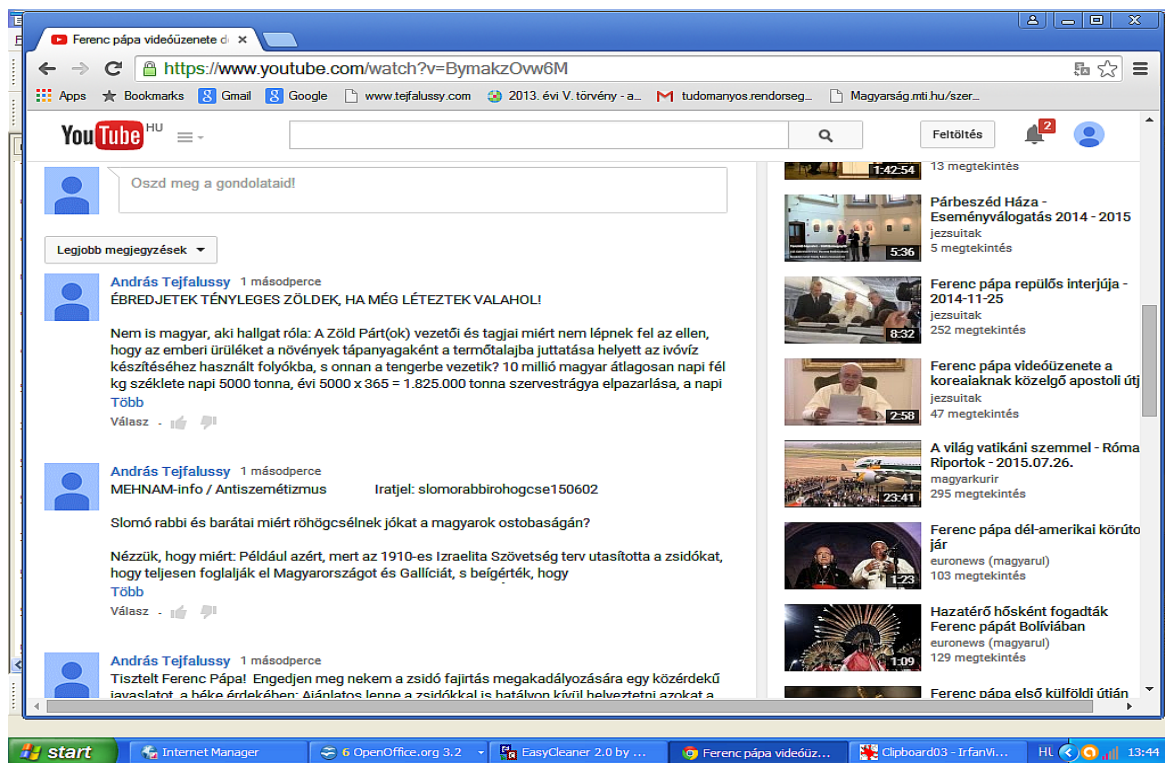 Ferenc pápa videóüzenete d
https://www.youtube.com/watch?v=BymakzOvw6M
Apps Bookmarks Gmail Google www.tejfalussy.com 2013. évi V. törvény - a... tudomanyos.rendorseg... Magyarság.mti.hu/szer...
YouTube HU
Feltöltés
2
Oszd meg a gondolataid!
Legjobb megjegyzések
András Tejfalussy 1 másodperce
ÉBREDJETEK TÉNYLEGES ZÖLDEK, HA MÉG LÉTEZTEK VALAHOL!
Nem is magyar, aki hallgat róla: A Zöld Párt(ok) vezetői és tagjai miért nem lépnek fel az ellen,
hogy az emberi ürüléket a növények tápanyagaként a termőtalajba juttatása helyett az ivóvíz
készítéséhez használt folyókba, s onnan a tengerbe vezetik? 10 millió magyar átlagosan napi fél
kg széklete napi 5000 tonna, évi 5000 x 365 = 1.825.000 tonna szervestrágya elpazarlása, a napi
Több
Válasz
András Tejfalussy 1 másodperce
MEHNAM-info / Antiszemétizmus Iratjel: slomorabbirohogcse150602
Slomó rabbi és barátai miért röhögcsélnek jókat a magyarok ostobaságán?
Nézzük, hogy miért: Például azért, mert az 1910-es Izraelita Szövetség terv utasította a zsidókat,
hogy teljesen foglalják el Magyarországot és Gallíciát, s beígérték, hogy
Több
Válasz
András Tejfalussy 1 másodperce
Tisztelt Ferenc Pápa! Engedjen meg nekem a zsidó fajirtás megakadályozására egy közérdekű
javaslatot, a béke érdekében: Ajánlatos lenne a zsidókkal is hatályon kívül helyeztetni azokat a
1:42:54
13 megtekintés
Párbeszéd Háza -
Eseményválogatás 2014 - 2015
jezsuitak
5 megtekintés
5:36
Ferenc pápa repülős interjúja -
2014-11-25
jezsuitak
252 megtekintés
8:32
Ferenc pápa videóüzenete a
koreaiaknak közelgő apostoli útj
jezsuitak
47 megtekintés
2:58
A világ vatikáni szemmel - Róma
Riportok - 2015.07.26.
magyarkurir
295 megtekintés
23:41
Ferenc pápa dél-amerikai körúto
jár
euronews (magyarul)
103 megtekintés
1:23
Hazatérő hősként fogadták
Ferenc pápát Bolíviában
euronews (magyarul)
129 megtekintés
1:09
Ferenc pápa első külföldi útján
start Internet Manager 6 OpenOffice.org 3.2 EasyCleaner 2.0 by ... Ferenc pápa videóüz... Clipboard03 - IrfanVi... HU 13:44